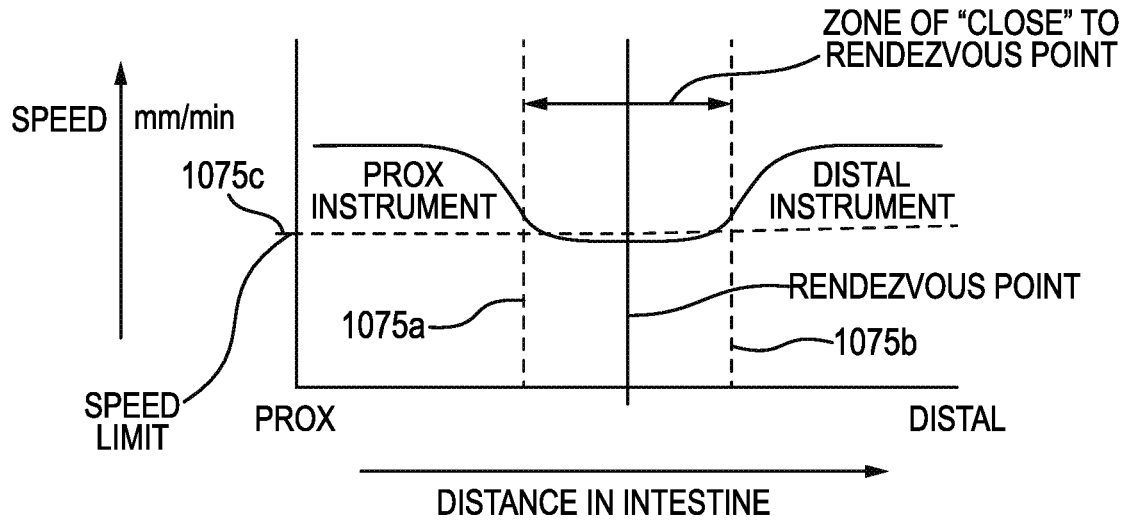 ZONE OF “CLOSE” TO
RENDEZVOUS POINT
SPEED
mm/min
1075c
PROX
INSTRUMENT
DISTAL
INSTRUMENT
RENDEZVOUS POINT
1075a
1075b
SPEED
LIMIT
PROX
DISTAL
DISTANCE IN INTESTINE